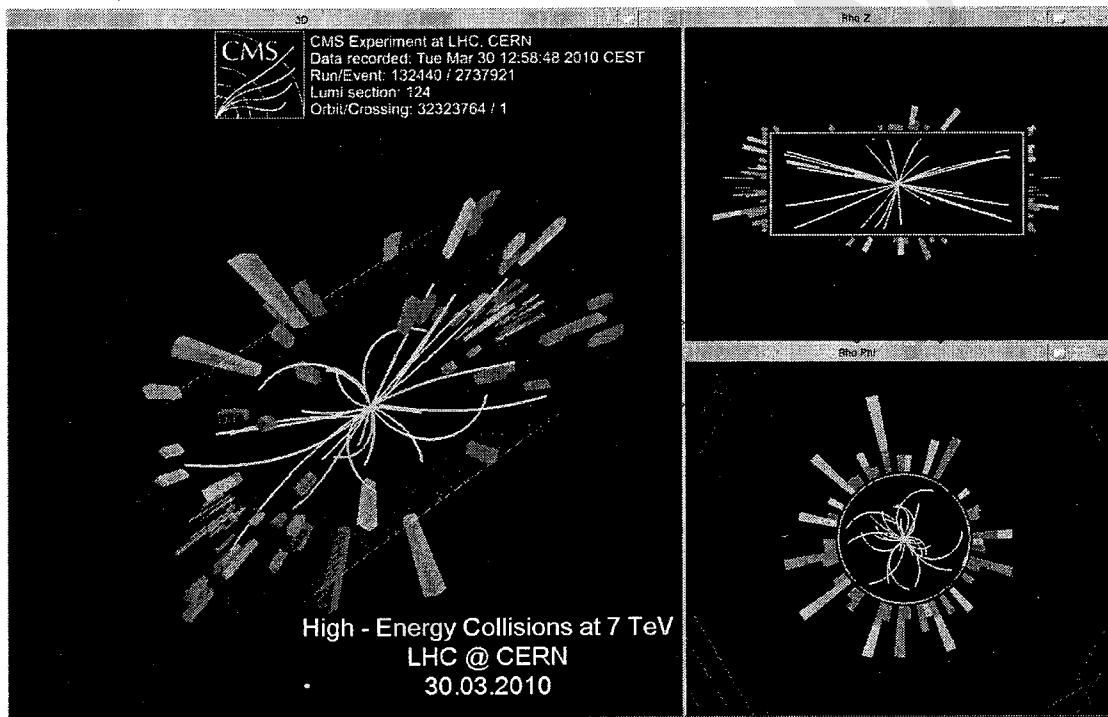 3D
CMS
CMS Experiment at LHC, CERN
Data recorded: Tue Mar 30 12:58:48 2010 CEST
Run/Event: 132440 / 2737921
Lumi section: 124
Orbit/Crossing: 32323764 / 1
High - Energy Collisions at 7 TeV
LHC @ CERN
30.03.2010
Rho Z
Rho Phi